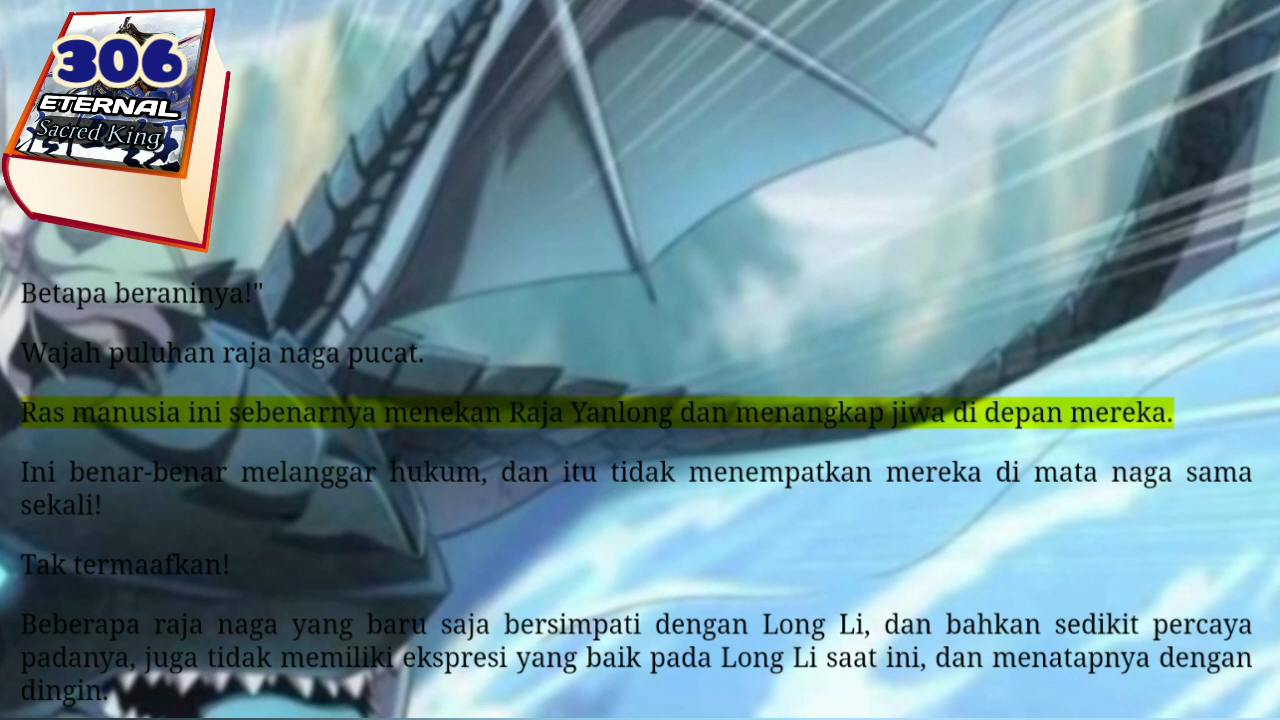 306
ETERNAL
Sacred King
Betapa beraninya!"
Wajah puluhan raja naga pucat.
Ras manusia ini sebenarnya menekan Raja Yanlong dan menangkap jiwa di depan mereka.
Ini benar-benar melanggar hukum, dan itu tidak menempatkan mereka di mata naga sama
sekali!
Tak termaafkan!
Beberapa raja naga yang baru saja bersimpati dengan Long Li, dan bahkan sedikit percaya
padanya, juga tidak memiliki ekspresi yang baik pada Long Li saat ini, dan menatapnya dengan
dingin.